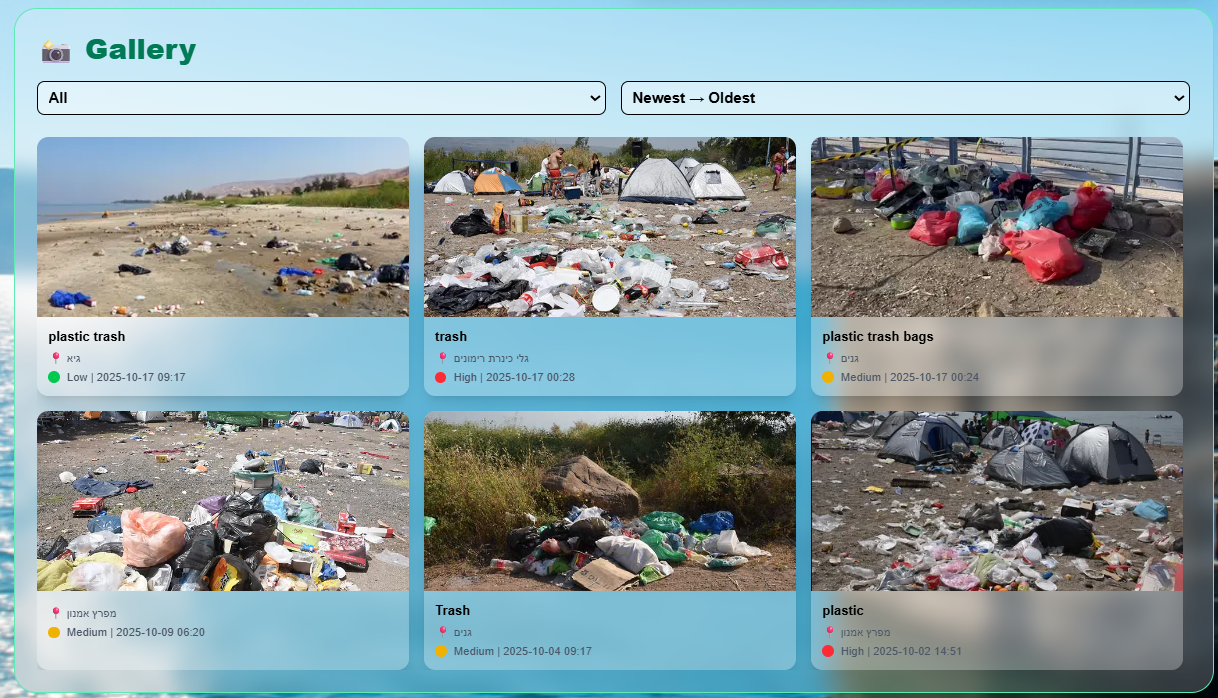 Gallery
All
Newest → Oldest
plastic trash
גיא
Low | 2025-10-17 09:17
trash
גלי כינרת רימונים
High | 2025-10-17 00:28
plastic trash bags
גנים
Medium | 2025-10-17 00:24
מפרץ אמנון
Medium | 2025-10-09 06:20
Trash
גנים
Medium | 2025-10-04 09:17
plastic
מפרץ אמנון
High | 2025-10-02 14:51